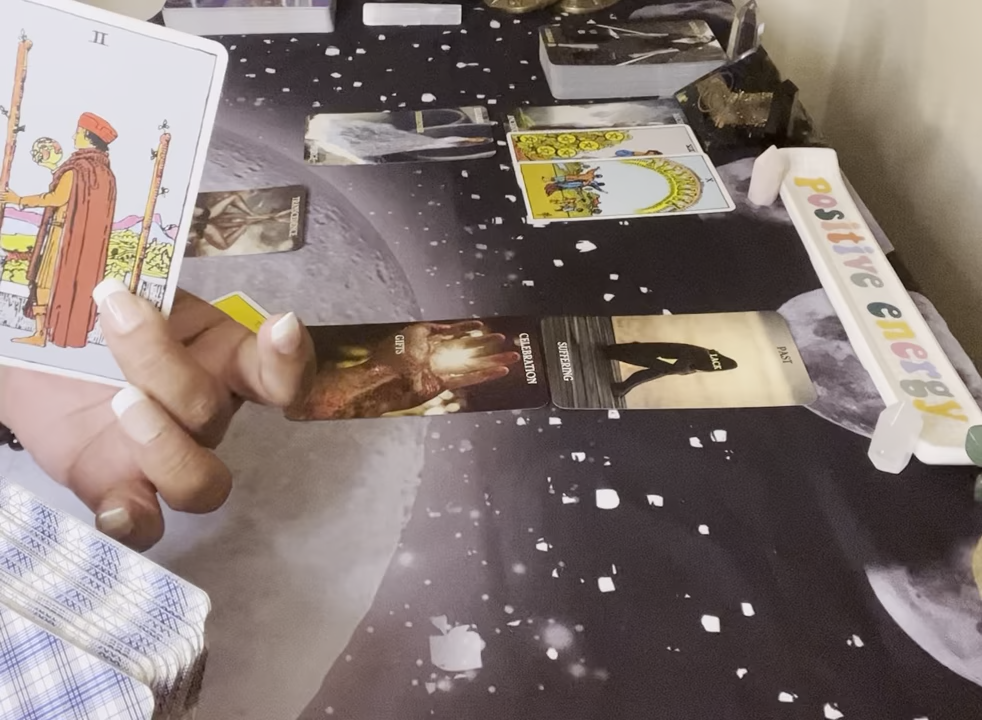 II
X
positive energy
GIFTS
CELEBRATION
SUFFERING
LACK
PAST